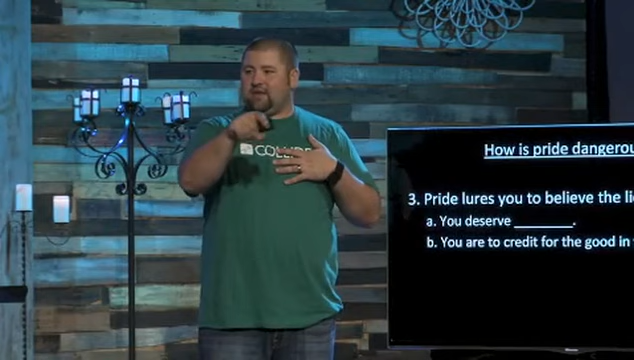 COLLIDE
How is pride dangerou
3. Pride lures you to believe the li
a. You deserve ________.
b. You are to credit for the good in